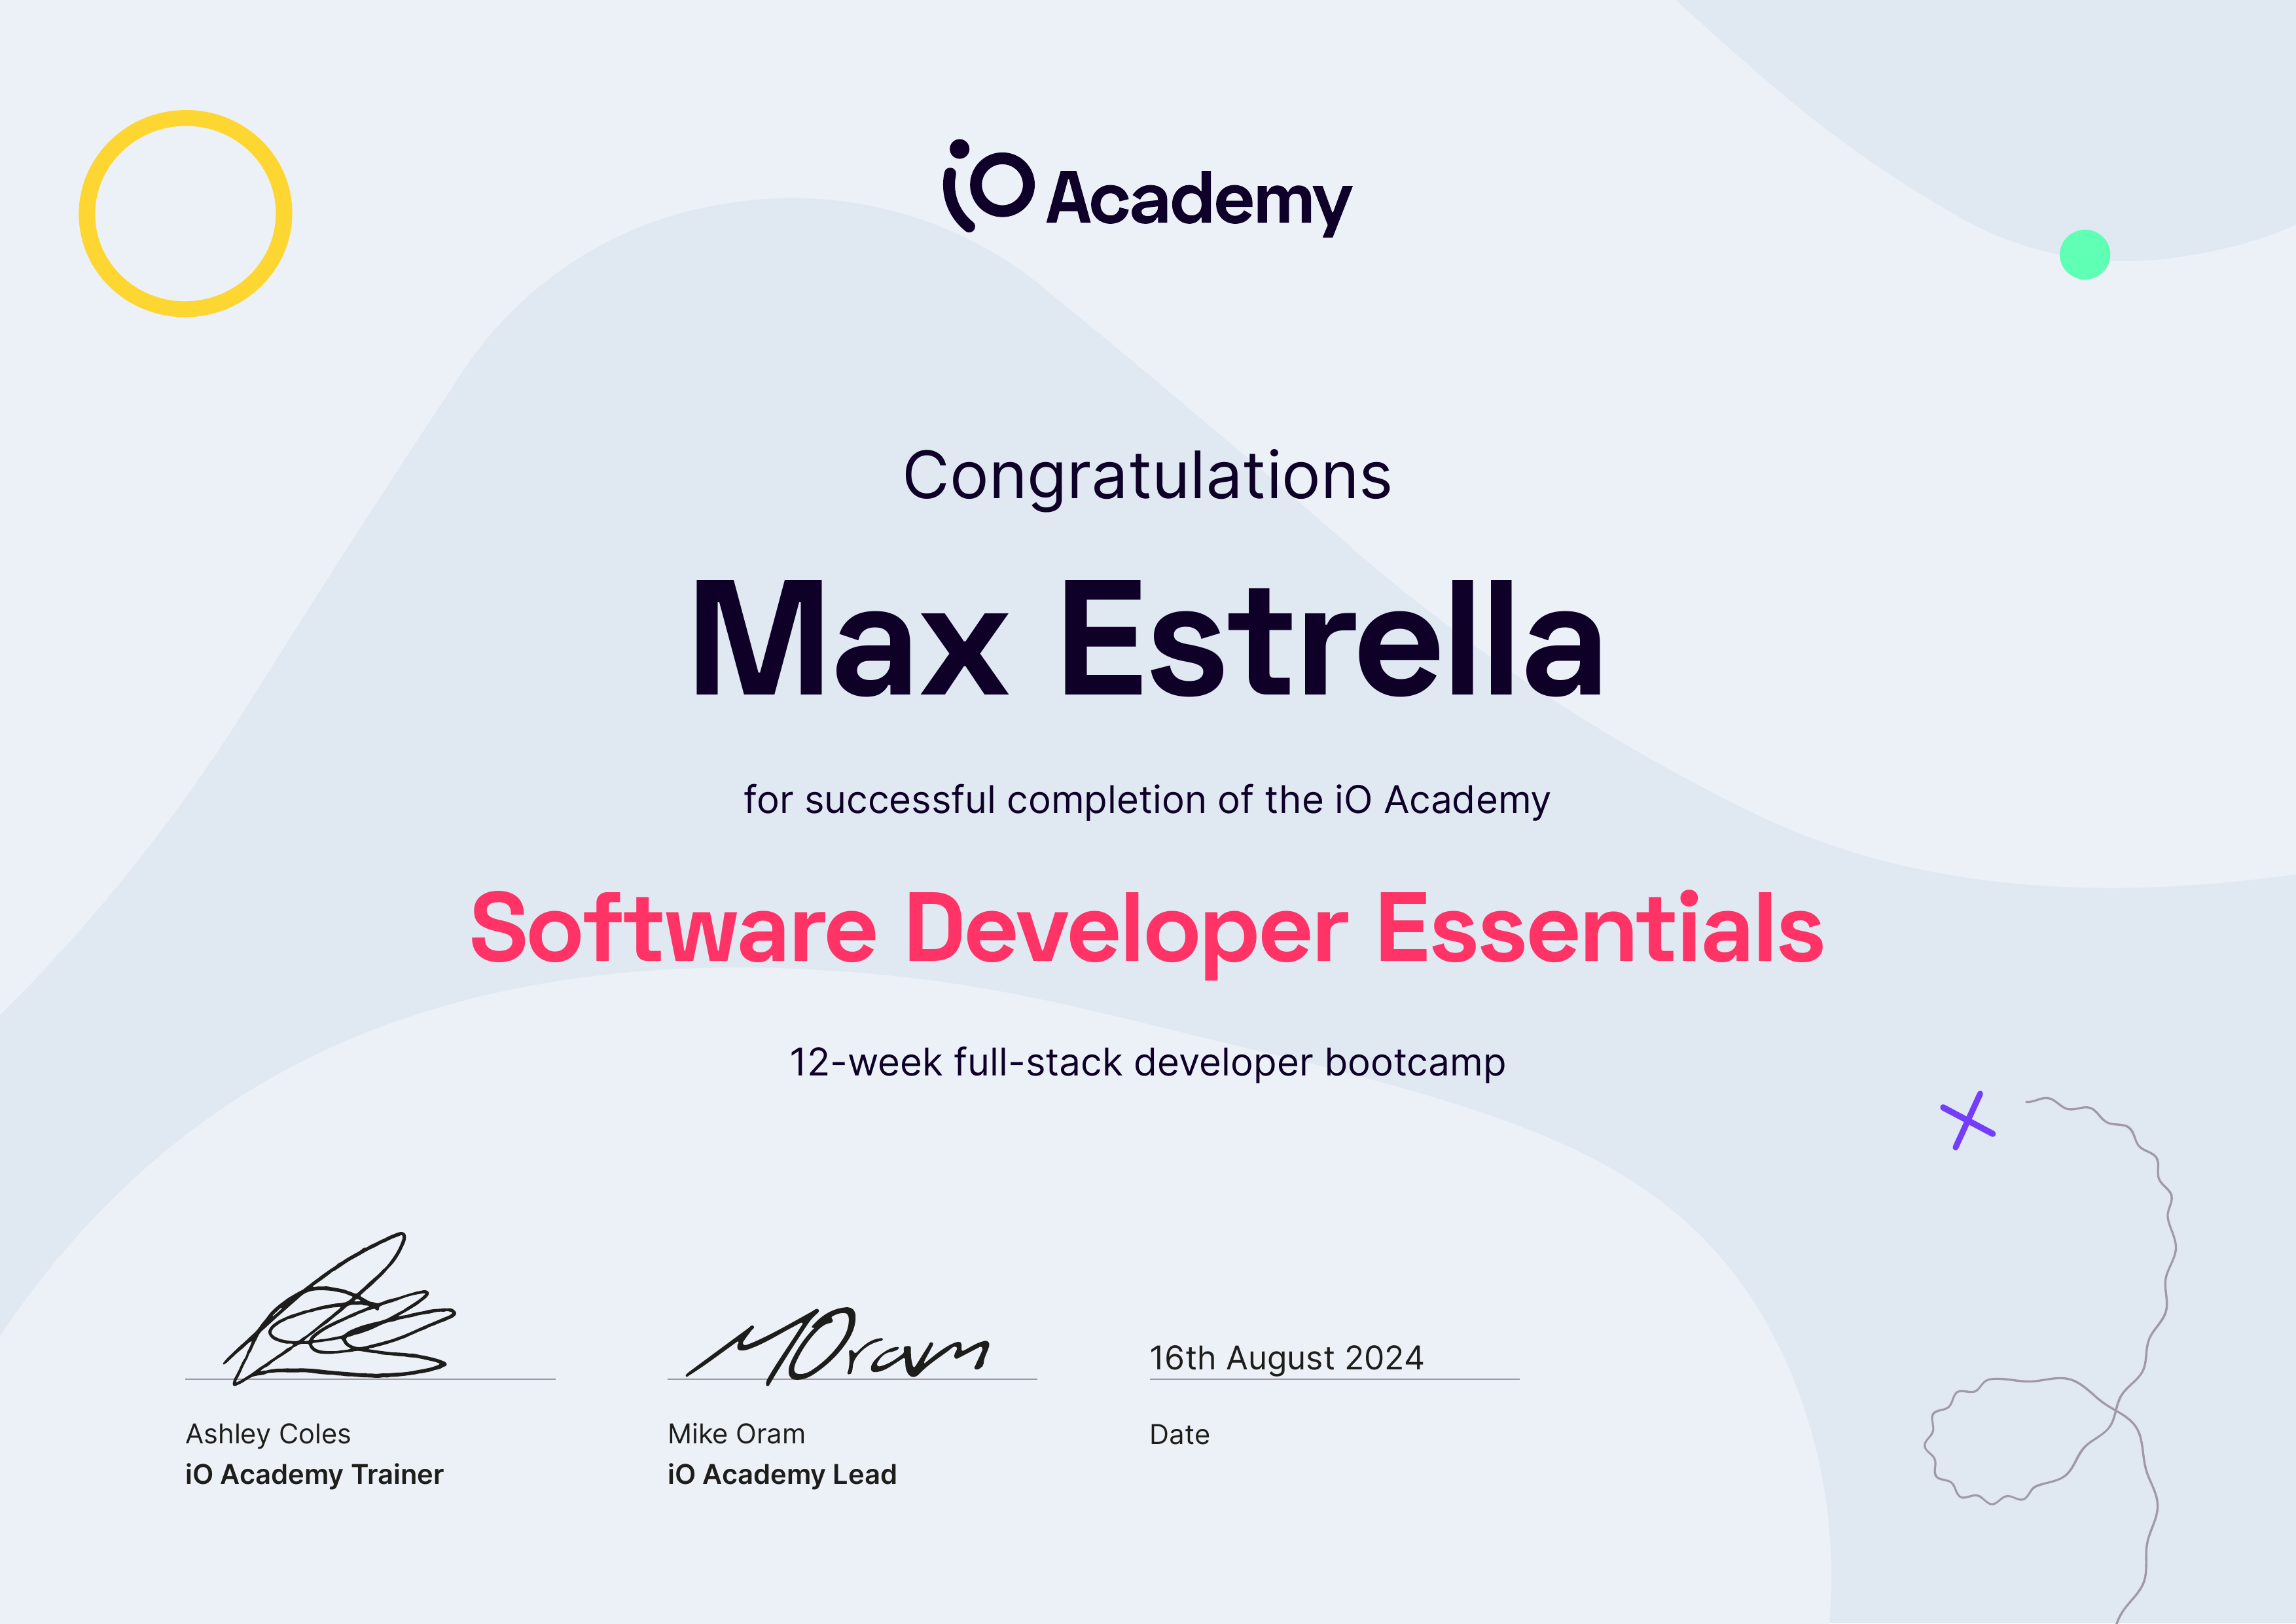 iO Academy
Congratulations
Max Estrella
for successful completion of the iO Academy
Software Developer Essentials
12-week full-stack developer bootcamp
MOram
16th August 2024
Ashley Coles
iO Academy Trainer
Mike Oram
iO Academy Lead
Date